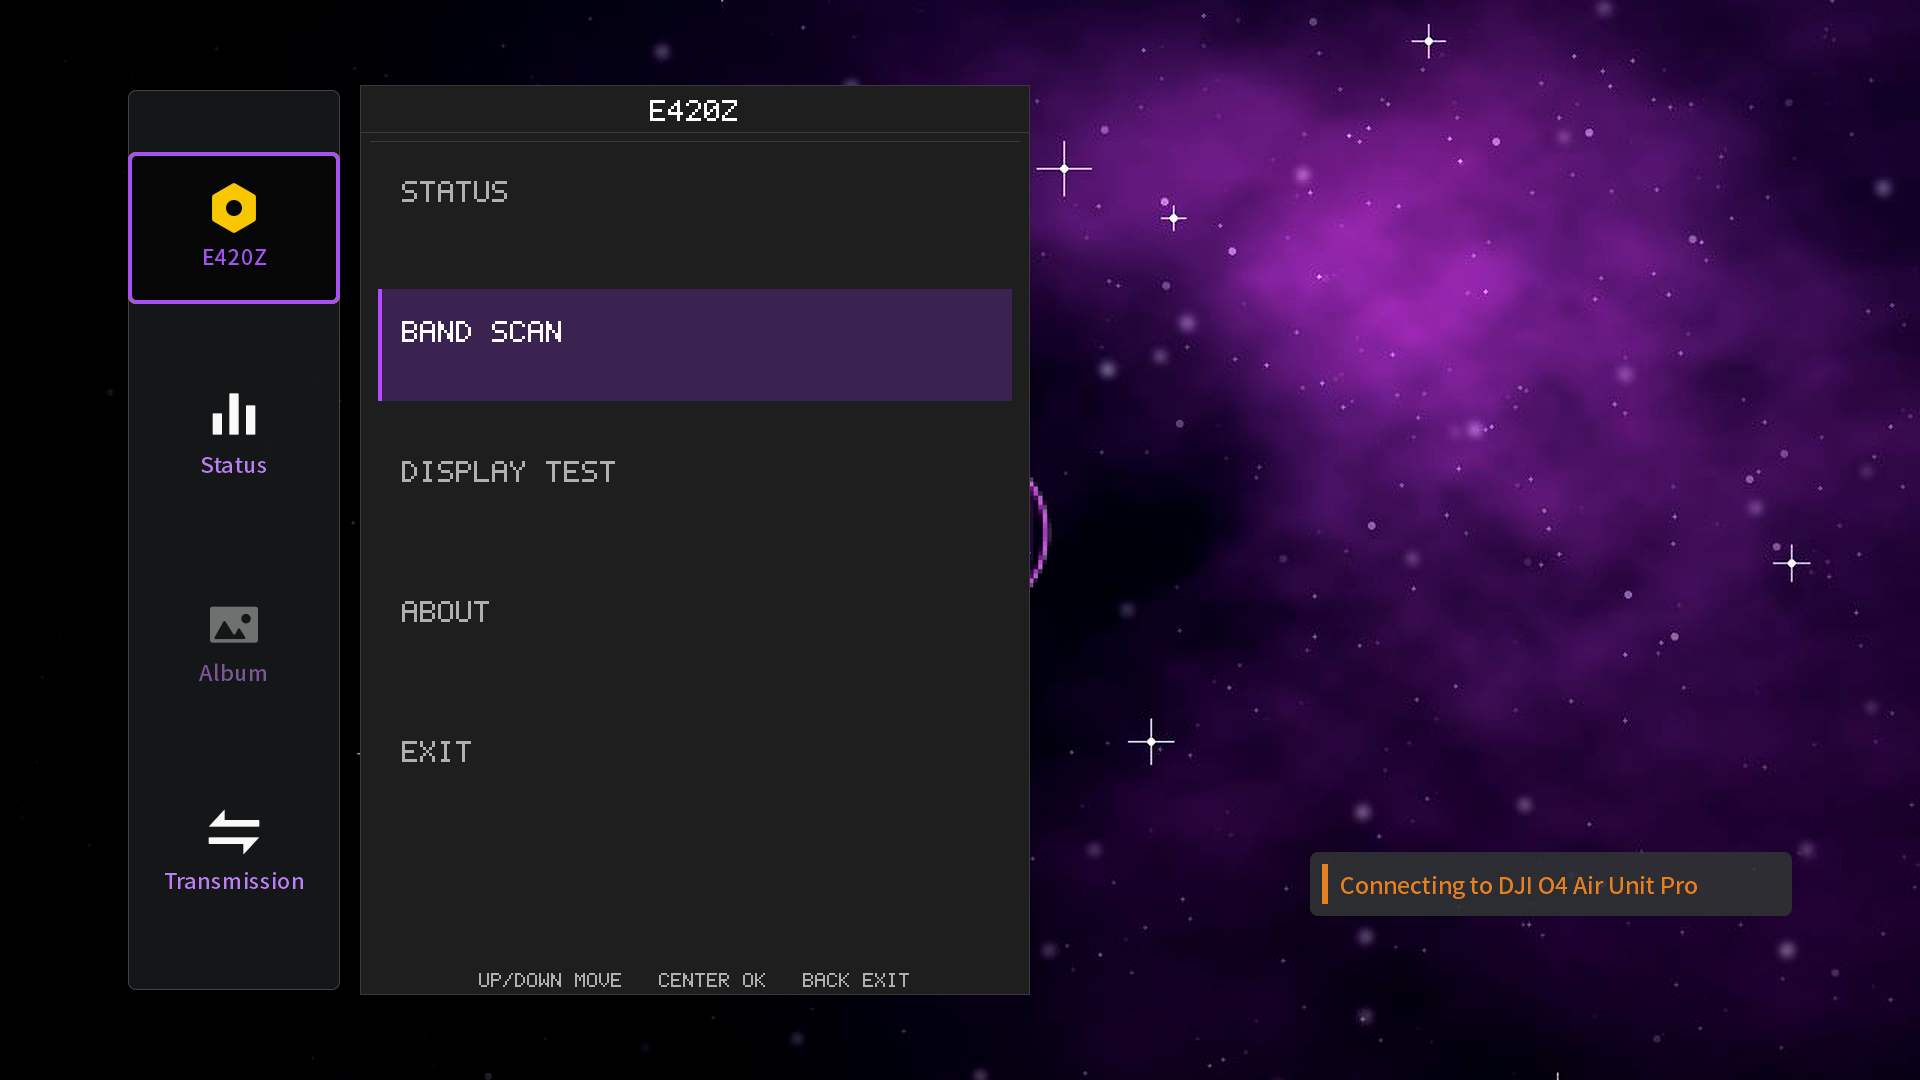 E420Z
Status
Album
Transmission
E420Z
STATUS
BAND SCAN
DISPLAY TEST
ABOUT
EXIT
UP/DOWN MOVE CENTER OK BACK EXIT
Connecting to DJI O4 Air Unit Pro